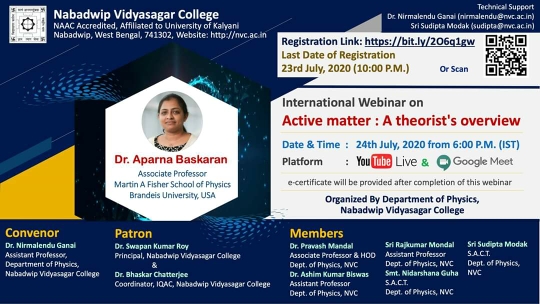 Nabadwip Vidyasagar College
NAAC Accredited, Affiliated to University of Kalyani
Nabadwip, West Bengal, 741302, Website: http://nvc.ac.in
Technical Support
Dr. Nirmalendu Ganai (nirmalendu@nvc.ac.in)
Sri Sudipta Modak (sudipta@nvc.ac.in)
Registration Link: https://bit.ly/2O6q1gw
Last Date of Registration
23rd July, 2020 (10:00 P.M.)
Or Scan
International Webinar on
Active matter : A theorist's overview
Date & Time : 24th July, 2020 from 6:00 P.M. (IST)
Platform : YouTube Live & Google Meet
e-certificate will be provided after completion of this webinar
Organized By Department of Physics,
Nabadwip Vidyasagar College
Dr. Aparna Baskaran
Associate Professor
Martin A Fisher School of Physics
Brandeis University, USA
Convenor
Dr. Nirmalendu Ganai
Assistant Professor,
Department of Physics,
Nabadwip Vidyasagar College
Patron
Dr. Swapan Kumar Roy
Principal, Nabadwip Vidyasagar College
&
Dr. Bhaskar Chatterjee
Coordinator, IQAC, Nabadwip Vidyasagar College
Members
Dr. Pravash Mandal
Associate Professor & HOD
Dept. of Physics, NVC
Dr. Ashim Kumar Biswas
Assistant Professor
Dept. of Physics, NVC
Sri Rajkumar Mondal
Assistant Professor
Dept. of Physics, NVC
Smt. Nidarshana Guha
S.A.C.T.
Dept. of Physics, NVC
Sri Sudipta Modak
S.A.C.T.
Dept. of Physics,
NVC